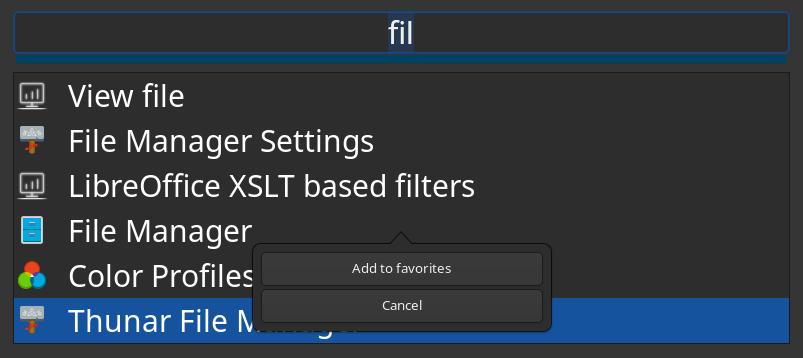 fil
View file
File Manager Settings
LibreOffice XSLT based filters
File Manager
Color Profiles
Add to favorites
Cancel
Thunar File Manager